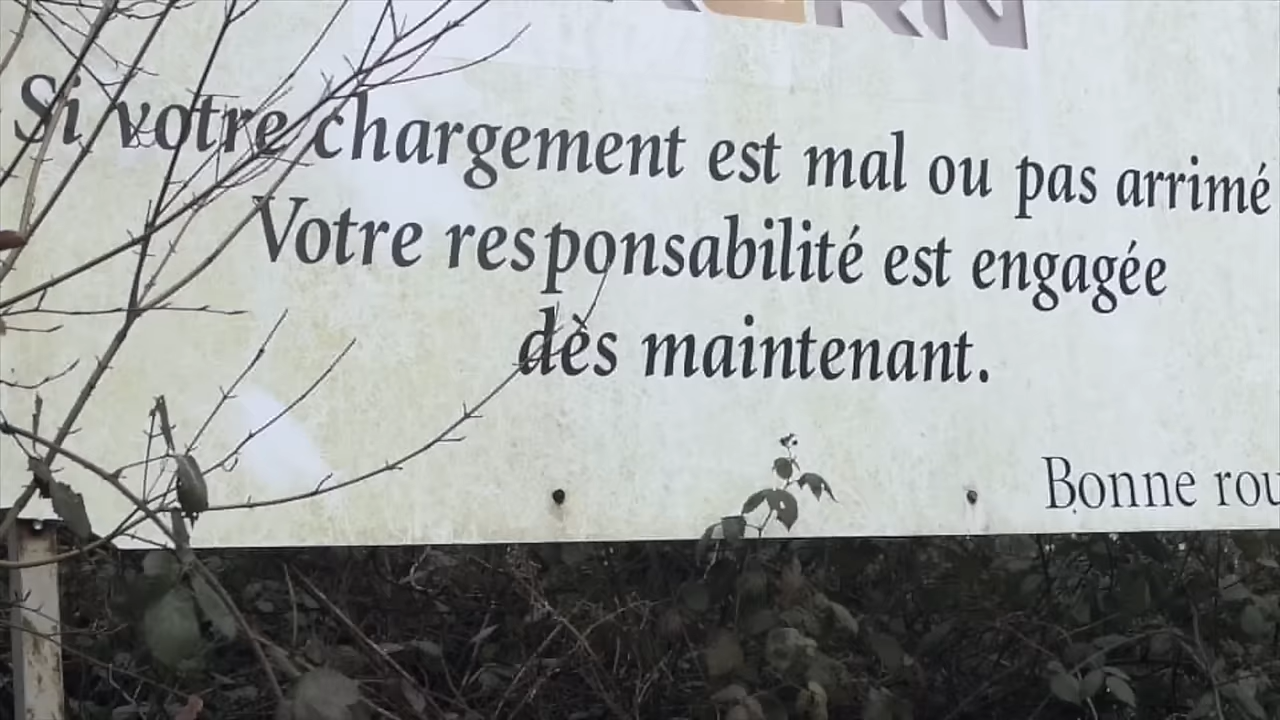 Si votre chargement est mal ou pas arrimé
Votre responsabilité est engagée
dès maintenant.
Bonne